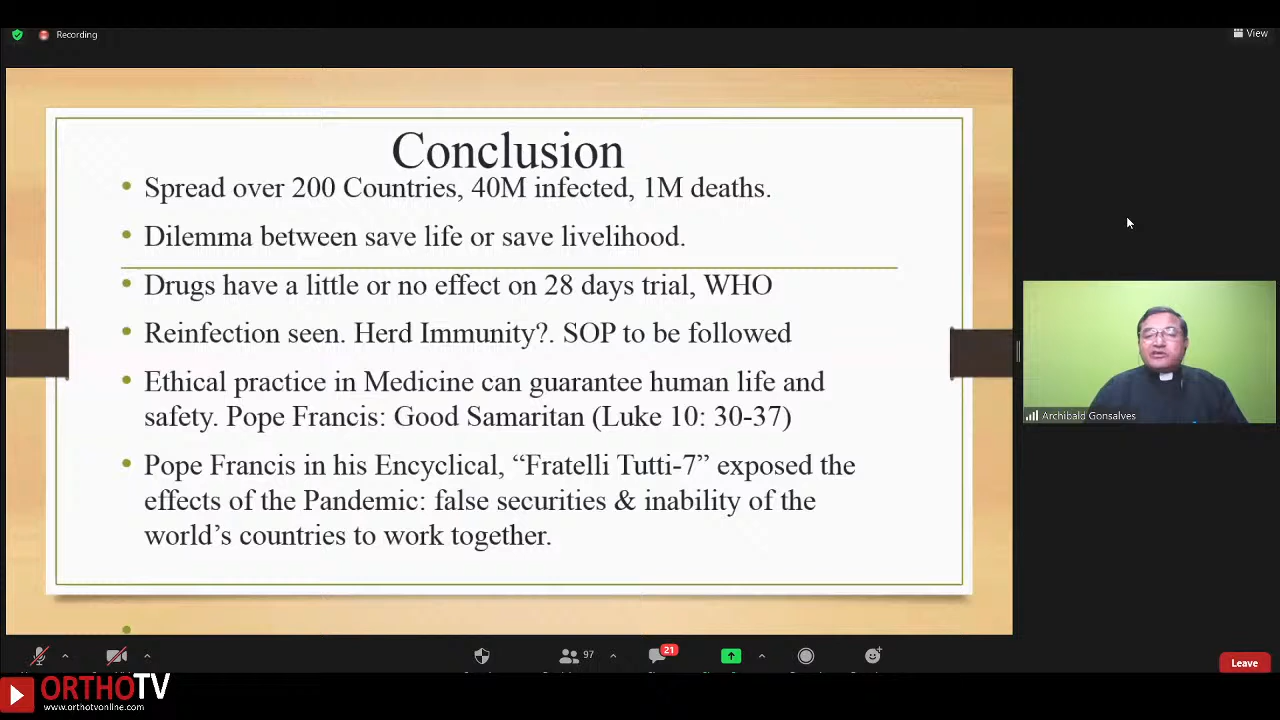 Recording
View
Conclusion
• Spread over 200 Countries, 40M infected, 1M deaths.
• Dilemma between save life or save livelihood.
• Drugs have a little or no effect on 28 days trial, WHO
• Reinfection seen. Herd Immunity?. SOP to be followed
• Ethical practice in Medicine can guarantee human life and
safety. Pope Francis: Good Samaritan (Luke 10: 30-37)
• Pope Francis in his Encyclical, “Fratelli Tutti-7” exposed the
effects of the Pandemic: false securities & inability of the
world’s countries to work together.
•
Archibald Gonsalves
97
21
Leave
ORTHOTV
www.orthotvonline.com